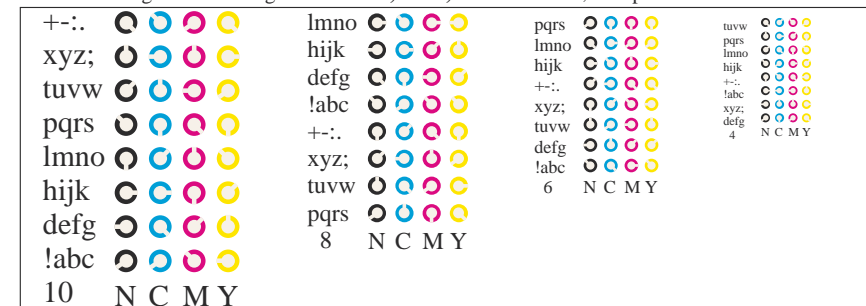 +-:.
xyz;
tuvw
pqrs
lmno
hijk
defg
!abc
10 N C M Y
lmno
hijk
defg
!abc
+-:.
xyz;
tuvw
pqrs
8 N C M Y
pqrs
lmno
hijk
+-:.
xyz;
tuvw
defg
!abc
6 N C M Y
tuvw
pqrs
lmno
hijk
+-:.
!abc
xyz;
defg
4 N C M Y